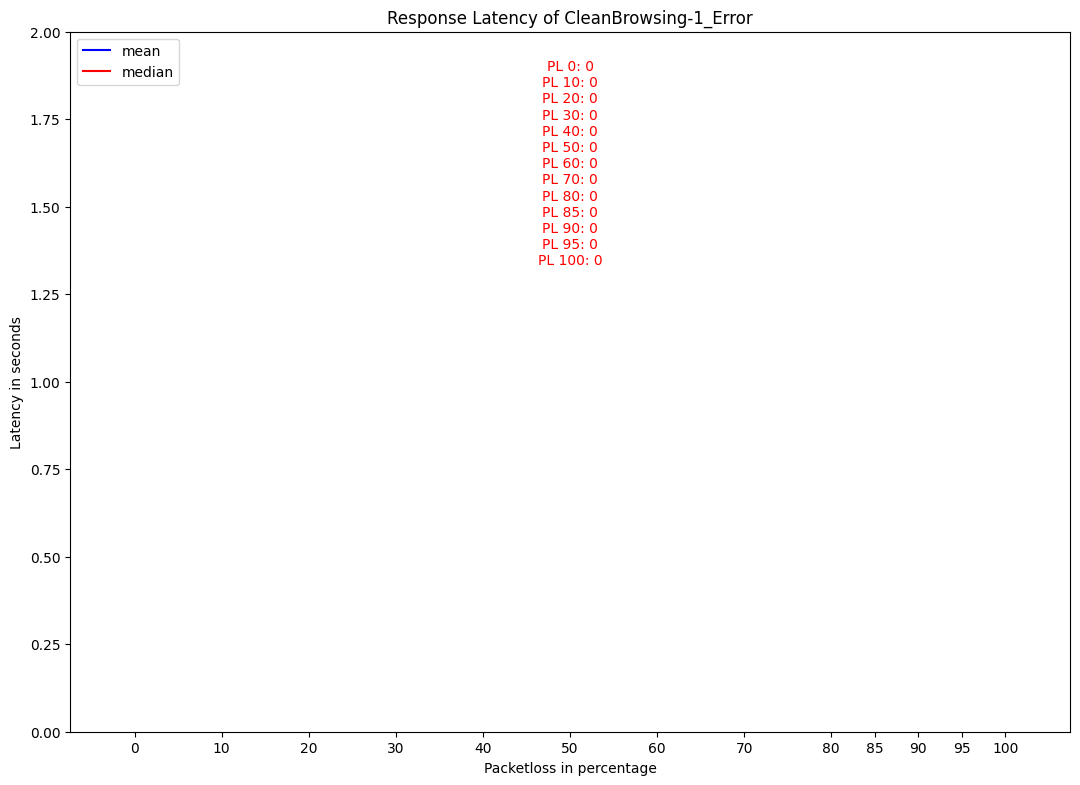 Response Latency of CleanBrowsing-1_Error
mean
median
PL 0: 0
PL 10: 0
PL 20: 0
PL 30: 0
PL 40: 0
PL 50: 0
PL 60: 0
PL 70: 0
PL 80: 0
PL 85: 0
PL 90: 0
PL 95: 0
PL 100: 0
2.00
1.75
1.50
1.25
1.00
0.75
0.50
0.25
0.00
Latency in seconds
0 10 20 30 40 50 60 70 80 85 90 95 100
Packetloss in percentage